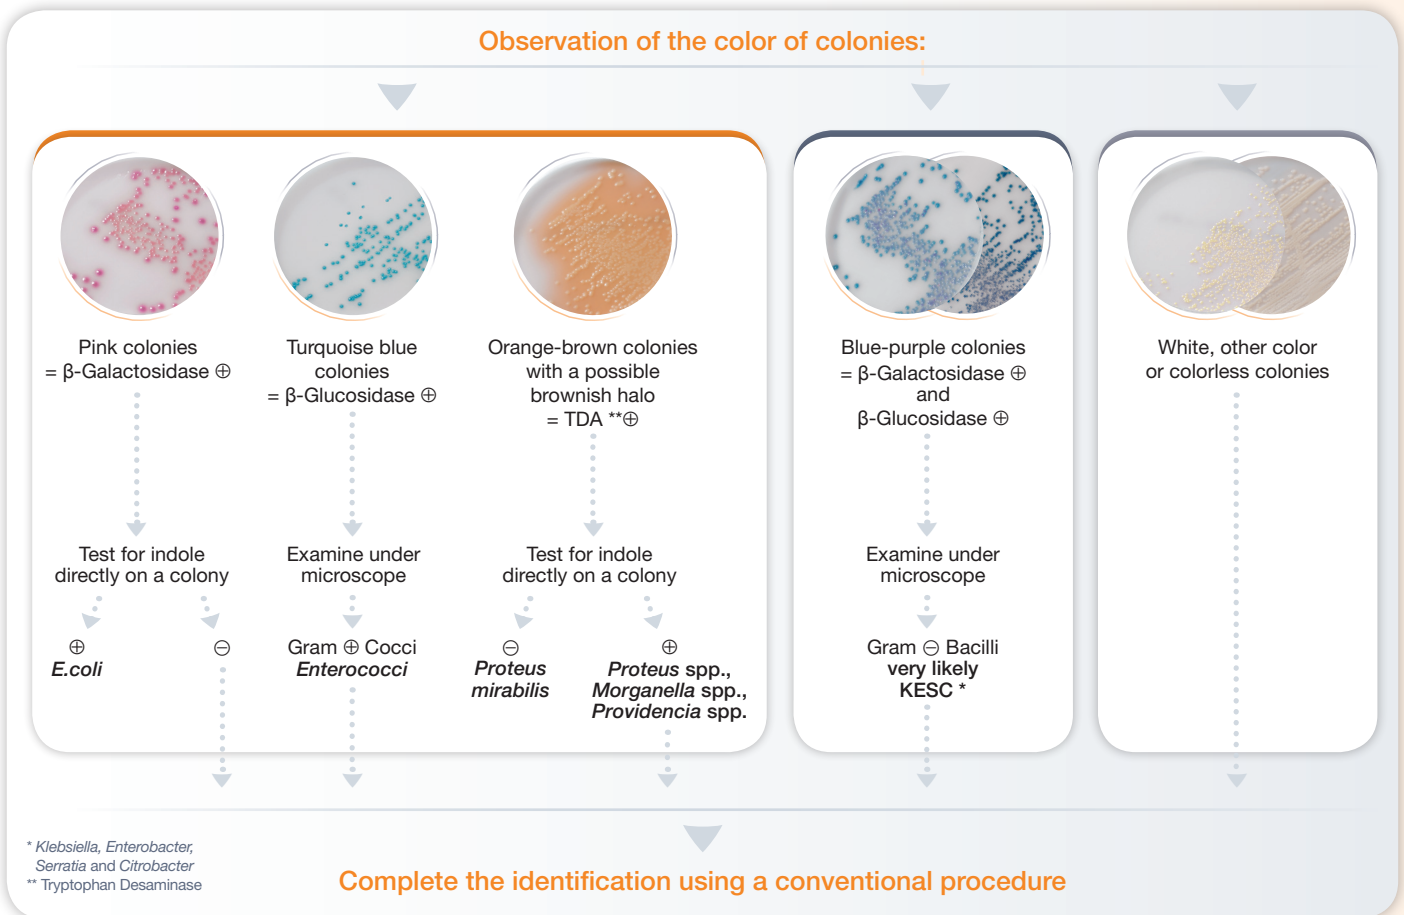 Observation of the color of colonies:
Pink colonies
= β-Galactosidase ⊕
Test for indole
directly on a colony
⊕
E.coli
⊖
Turquoise blue
colonies
= β-Glucosidase ⊕
Examine under
microscope
Gram ⊕ Cocci
Enterococci
Orange-brown colonies
with a possible
brownish halo
= TDA **⊕
Test for indole
directly on a colony
⊖
Proteus
mirabilis
⊕
Proteus spp.,
Morganella spp.,
Providencia spp.
Blue-purple colonies
= β-Galactosidase ⊕
and
β-Glucosidase ⊕
Examine under
microscope
Gram ⊖ Bacilli
very likely
KESC *
White, other color
or colorless colonies
* Klebsiella, Enterobacter,
Serratia and Citrobacter
** Tryptophan Desaminase
Complete the identification using a conventional procedure